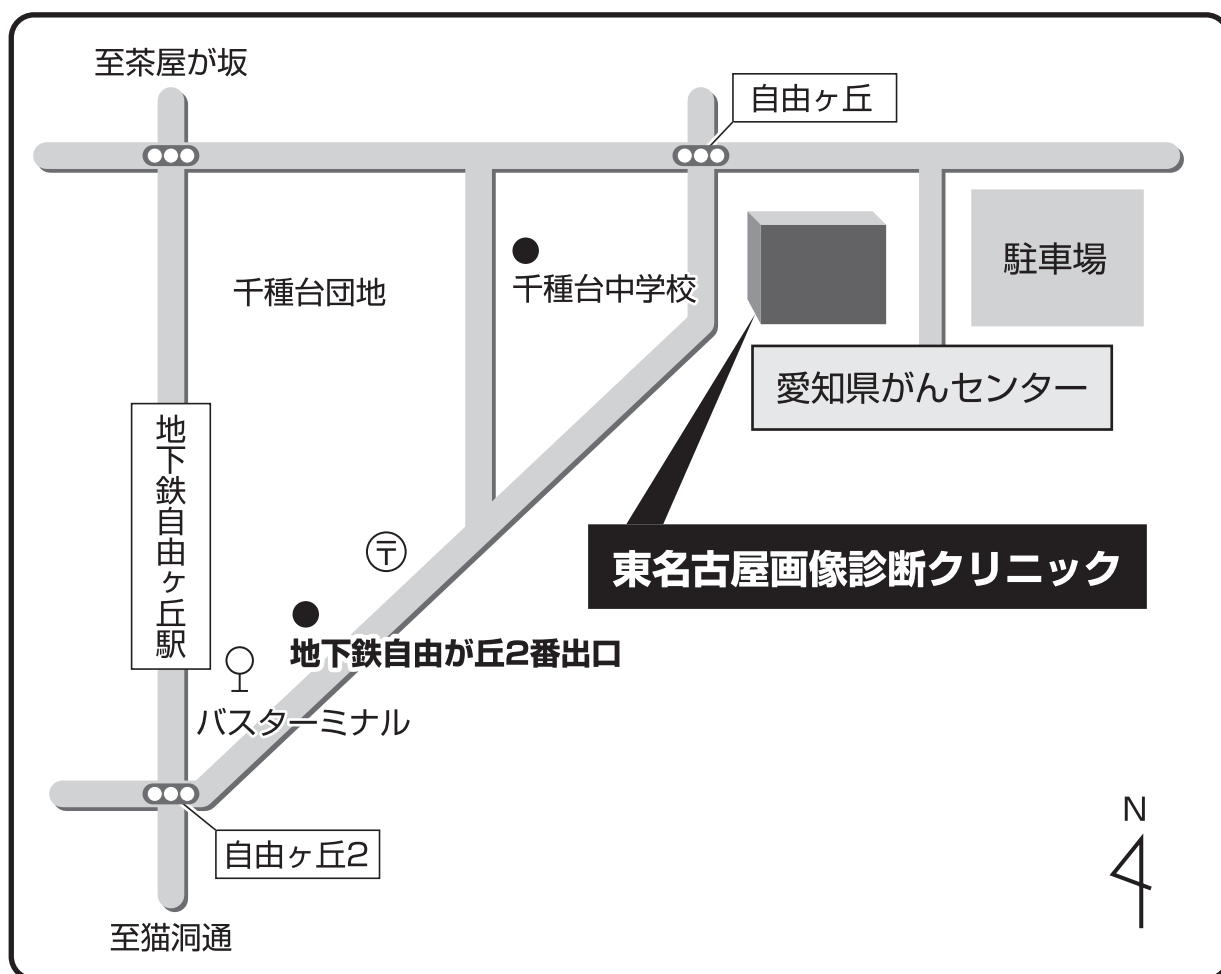 至茶屋が坂
自由ヶ丘
千種台団地
千種台中学校
駐車場
愛知県がんセンター
地下鉄自由ヶ丘駅
〒
東名古屋画像診断クリニック
地下鉄自由が丘2番出口
バスターミナル
自由ヶ丘2
至猫洞通
N